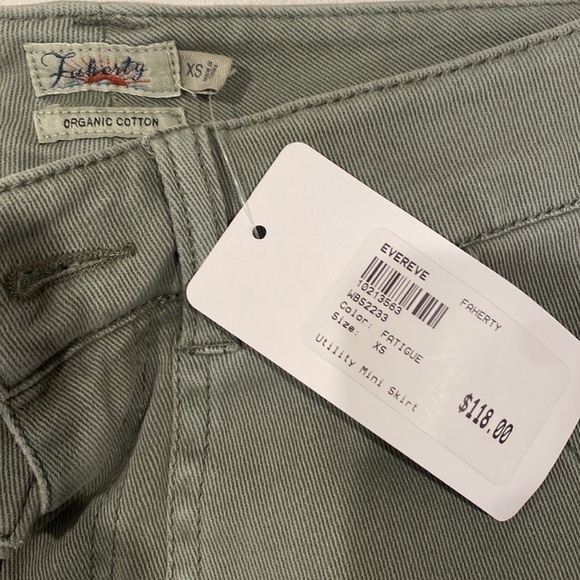 Faherty
XS
ORGANIC COTTON
EVEREVE
FAHERTY
10213563
WBS2233
Color: FATIGUE
Size: XS
Utility Mini Skirt
$118.00